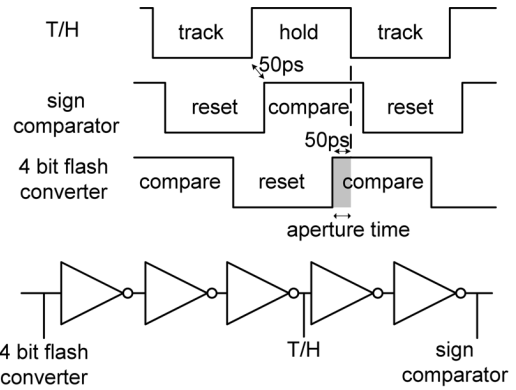 T/H
track
hold
track
50ps
sign
comparator
reset
compare
reset
50ps
4 bit flash
converter
compare
reset
compare
aperture time
4 bit flash
converter
T/H
sign
comparator